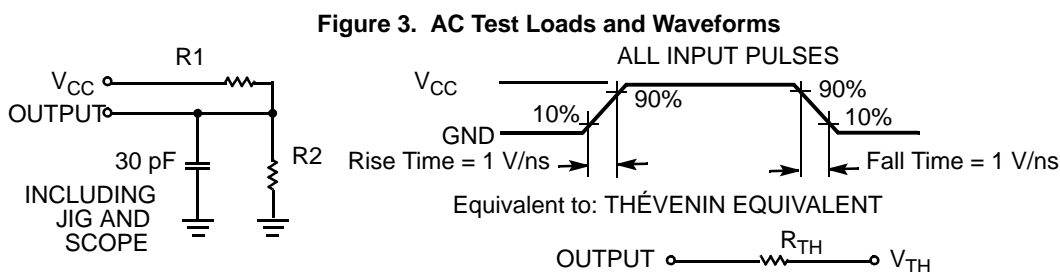 Figure 3. AC Test Loads and Waveforms
R1
VCC
OUTPUT
30 pF
R2
INCLUDING
JIG AND
SCOPE
ALL INPUT PULSES
VCC
10%
90%
90%
10%
GND
Rise Time = 1 V/ns
Fall Time = 1 V/ns
Equivalent to: THÉVENIN EQUIVALENT
OUTPUT
RTH
VTH